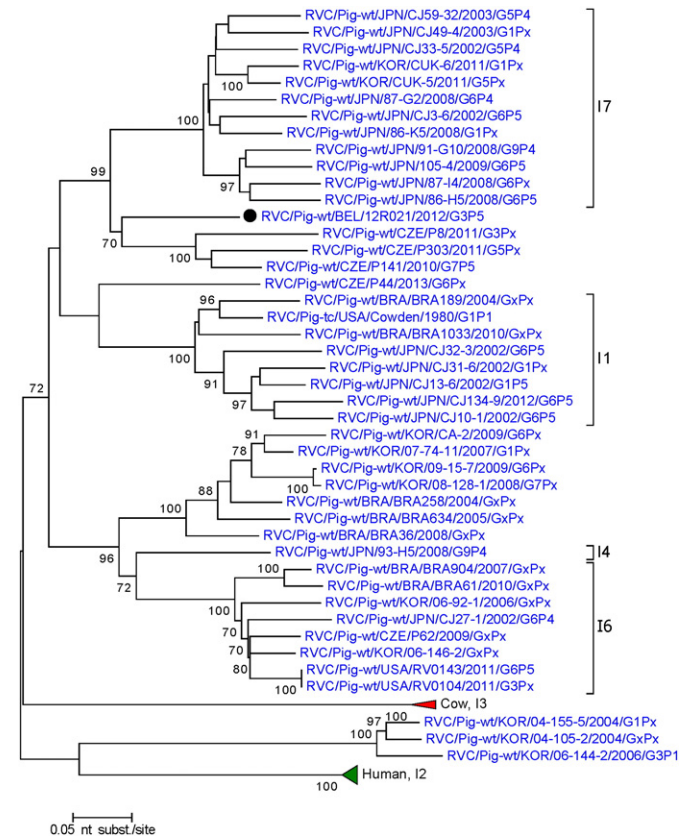 RVC/Pig-wt/JPN/CJ59-32/2003/G5P4
RVC/Pig-wt/JPN/CJ49-4/2003/G1Px
RVC/Pig-wt/JPN/CJ33-5/2002/G5P4
RVC/Pig-wt/KOR/CUK-6/2011/G1Px
100
RVC/Pig-wt/KOR/CUK-5/2011/G5Px
I7
RVC/Pig-wt/JPN/87-G2/2008/G6P4
100
RVC/Pig-wt/JPN/CJ3-6/2002/G6P5
RVC/Pig-wt/JPN/86-K5/2008/G1Px
RVC/Pig-wt/JPN/91-G10/2008/G9P4
RVC/Pig-wt/JPN/105-4/2009/G6P5
99
97
RVC/Pig-wt/JPN/87-I4/2008/G6Px
RVC/Pig-wt/JPN/86-H5/2008/G6P5
RVC/Pig-wt/BEL/12R021/2012/G3P5
70
RVC/Pig-wt/CZE/P8/2011/G3Px
100
RVC/Pig-wt/CZE/P303/2011/G5Px
RVC/Pig-wt/CZE/P141/2010/G7P5
RVC/Pig-wt/CZE/P44/2013/G6Px
96
RVC/Pig-wt/BRA/BRA189/2004/GxPx
RVC/Pig-tc/USA/Cowden/1980/G1P1
RVC/Pig-wt/BRA/BRA1033/2010/GxPx
100
RVC/Pig-wt/JPN/CJ32-3/2002/G6P5
I1
RVC/Pig-wt/JPN/CJ31-6/2002/G1Px
91
RVC/Pig-wt/JPN/CJ13-6/2002/G1P5
72
97
RVC/Pig-wt/JPN/CJ134-9/2012/G6P5
RVC/Pig-wt/JPN/CJ10-1/2002/G6P5
91
RVC/Pig-wt/KOR/CA-2/2009/G6Px
78
RVC/Pig-wt/KOR/07-74-11/2007/G1Px
RVC/Pig-wt/KOR/09-15-7/2009/G6Px
100
RVC/Pig-wt/KOR/08-128-1/2008/G7Px
88
RVC/Pig-wt/BRA/BRA258/2004/GxPx
100
RVC/Pig-wt/BRA/BRA634/2005/GxPx
RVC/Pig-wt/BRA/BRA36/2008/GxPx
96
RVC/Pig-wt/JPN/93-H5/2008/G9P4
I4
72
100
RVC/Pig-wt/BRA/BRA904/2007/GxPx
RVC/Pig-wt/BRA/BRA61/2010/GxPx
100
RVC/Pig-wt/KOR/06-92-1/2006/GxPx
RVC/Pig-wt/JPN/CJ27-1/2002/G6P4
I6
70
RVC/Pig-wt/CZE/P62/2009/GxPx
70
RVC/Pig-wt/KOR/06-146-2/GxPx
80
RVC/Pig-wt/USA/RV0143/2011/G6P5
100
RVC/Pig-wt/USA/RV0104/2011/G3Px
100
Cow, I3
97
100
RVC/Pig-wt/KOR/04-155-5/2004/G1Px
100
RVC/Pig-wt/KOR/04-105-2/2004/GxPx
RVC/Pig-wt/KOR/06-144-2/2006/G3P1
100
Human, I2
0.05 nt subst./site